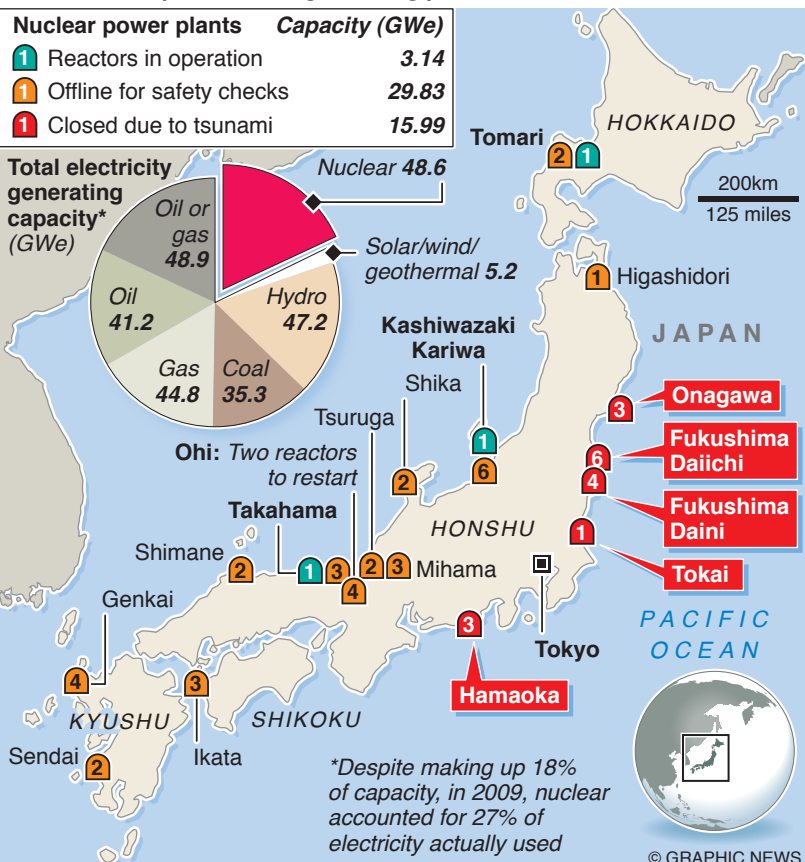 Nuclear power plants Capacity (GWe)
1 Reactors in operation 3.14
1 Offline for safety checks 29.83
1 Closed due to tsunami 15.99
Total electricity
generating
capacity*
(GWe)
Nuclear 48.6
Solar/wind/
geothermal 5.2
Hydro
47.2
Coal
35.3
Gas
44.8
Oil
41.2
Oil or
gas
48.9
HOKKAIDO
Tomari
2 1
200km
125 miles
1 Higashidori
JAPAN
Kashiwazaki
Kariwa
1
6
Shika
2
Tsuruga
2
3 Mihama
Ohi: Two reactors
to restart
4
Takahama
1 3
Shimane
2
Genkai
4
HONSHU
3 Onagawa
6 Fukushima
Daiichi
4 Fukushima
Daini
1 Tokai
Tokyo
3
Hamaoka
PACIFIC
OCEAN
KYUSHU
SHIKOKU
3
Ikata
Sendai 2
*Despite making up 18%
of capacity, in 2009, nuclear
accounted for 27% of
electricity actually used
© GRAPHIC NEWS